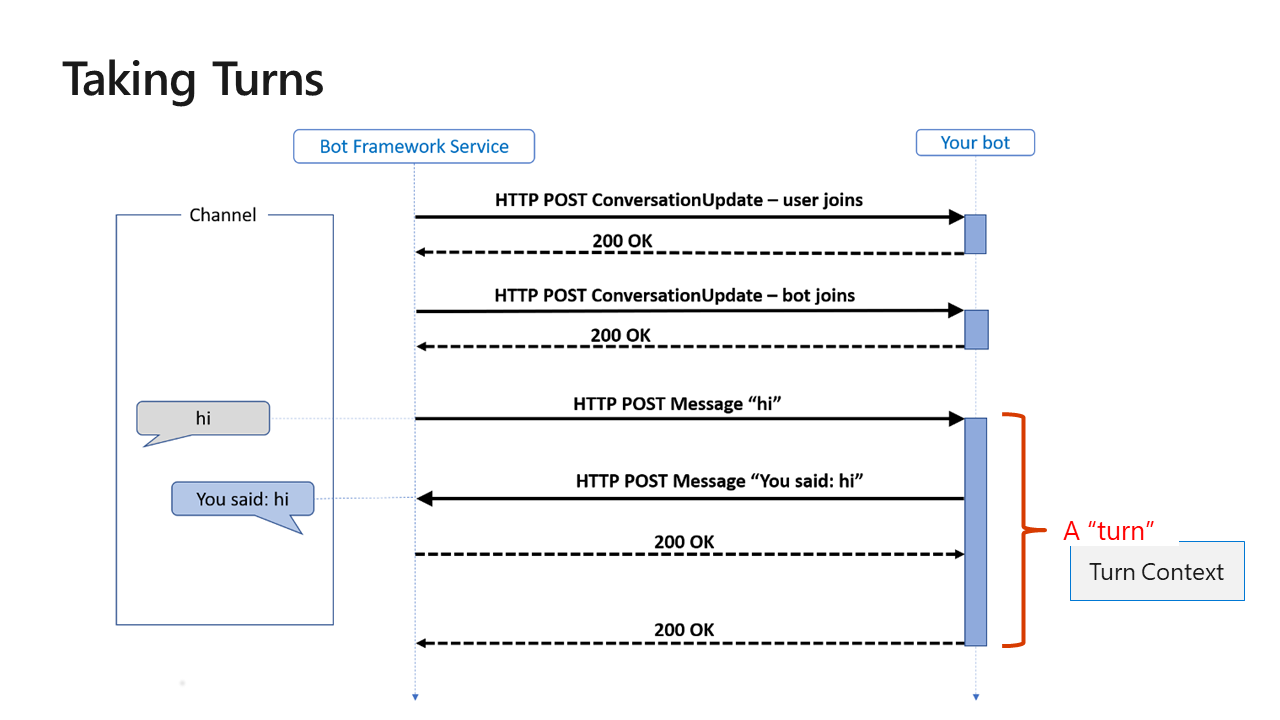 Taking Turns
Bot Framework Service
Your bot
HTTP POST ConversationUpdate – user joins
Channel
200 OK
HTTP POST ConversationUpdate – bot joins
200 OK
HTTP POST Message “hi”
hi
HTTP POST Message “You said: hi”
You said: hi
A “turn”
200 OK
Turn Context
200 OK